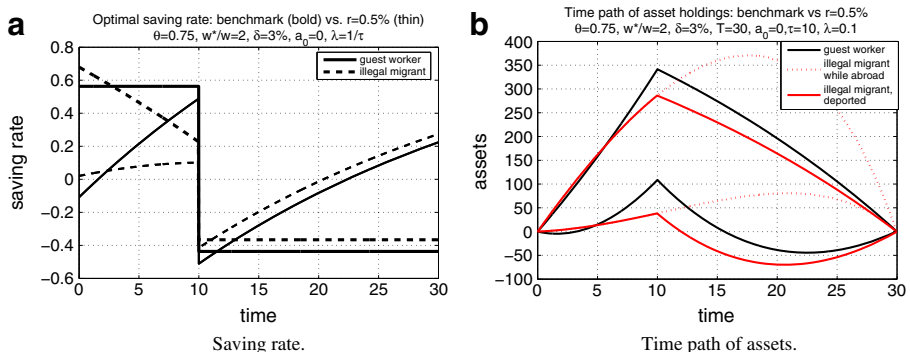 a
Optimal saving rate: benchmark (bold) vs. r=0.5% (thin)
θ=0.75, w*/w=2, δ=3%, a₀=0, λ=1/τ
guest worker
illegal migrant
saving rate
0.8
0.6
0.4
0.2
0
−0.2
−0.4
−0.6
0 5 10 15 20 25 30
time
Saving rate.
b
Time path of asset holdings: benchmark vs r=0.5%
θ=0.75, w*/w=2, δ=3%, T=30, a₀=0,τ=10, λ=0.1
guest worker
illegal migrant
while abroad
illegal migrant,
deported
assets
400
350
300
250
200
150
100
50
0
−50
−100
0 5 10 15 20 25 30
time
Time path of assets.